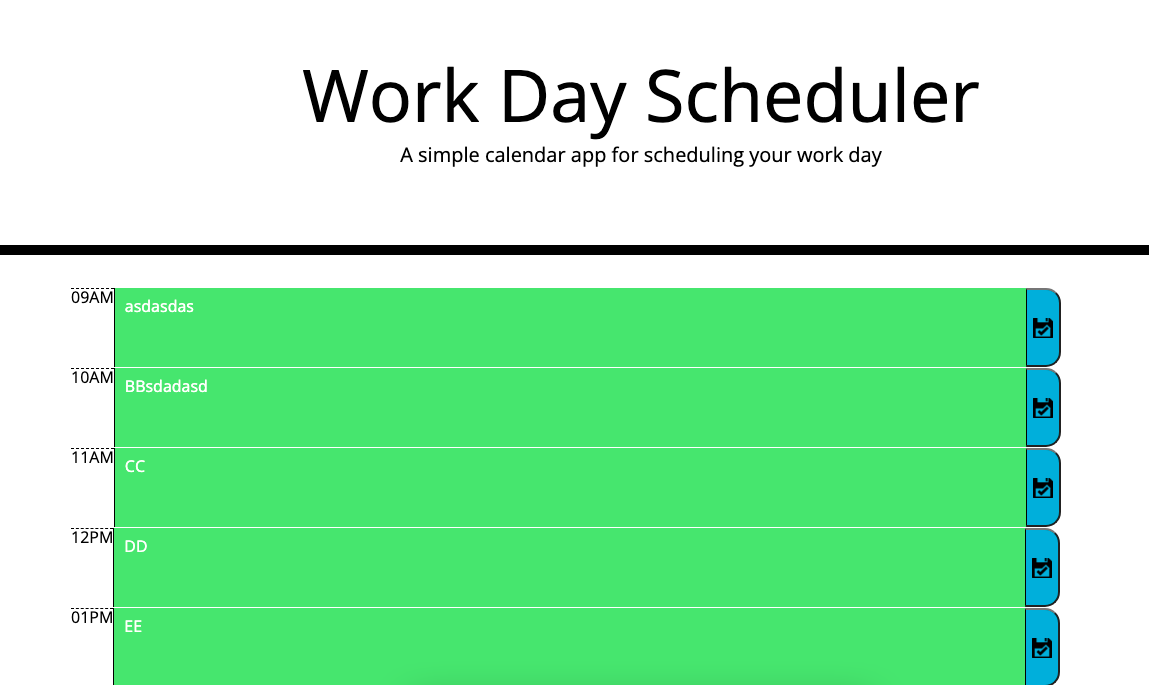 Work Day Scheduler
A simple calendar app for scheduling your work day
09AM asdasdas
10AM BBsdadasd
11AM CC
12PM DD
01PM EE